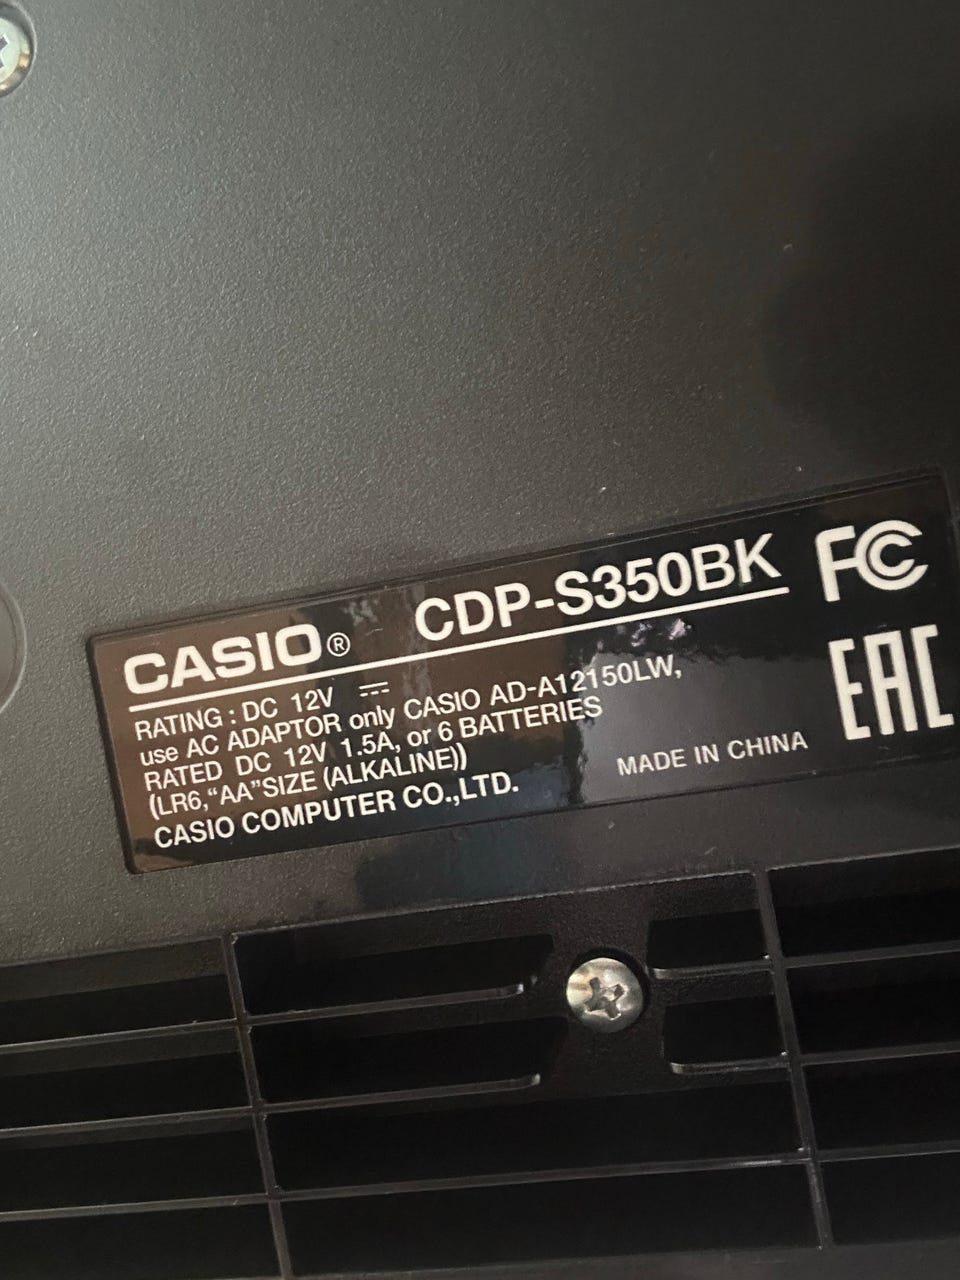 CASIO® CDP-S350BK
FC
EAC
RATING : DC 12V ⎓
use AC ADAPTOR only CASIO AD-A12150LW,
RATED DC 12V 1.5A, or 6 BATTERIES
(LR6,“AA”SIZE (ALKALINE))
MADE IN CHINA
CASIO COMPUTER CO.,LTD.